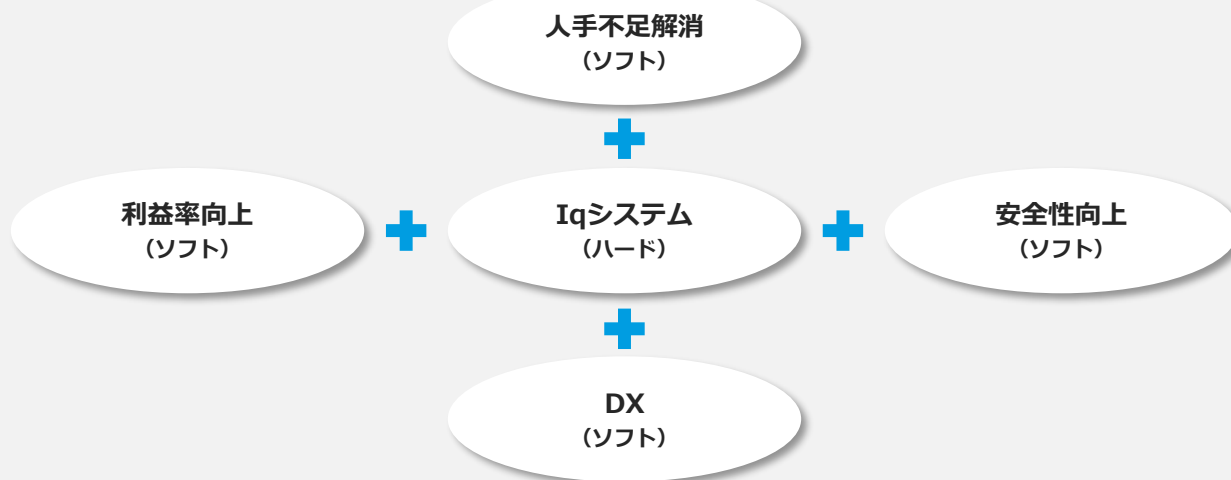 人手不足解消
（ソフト）
利益率向上
（ソフト）
Iqシステム
（ハード）
安全性向上
（ソフト）
DX
（ソフト）